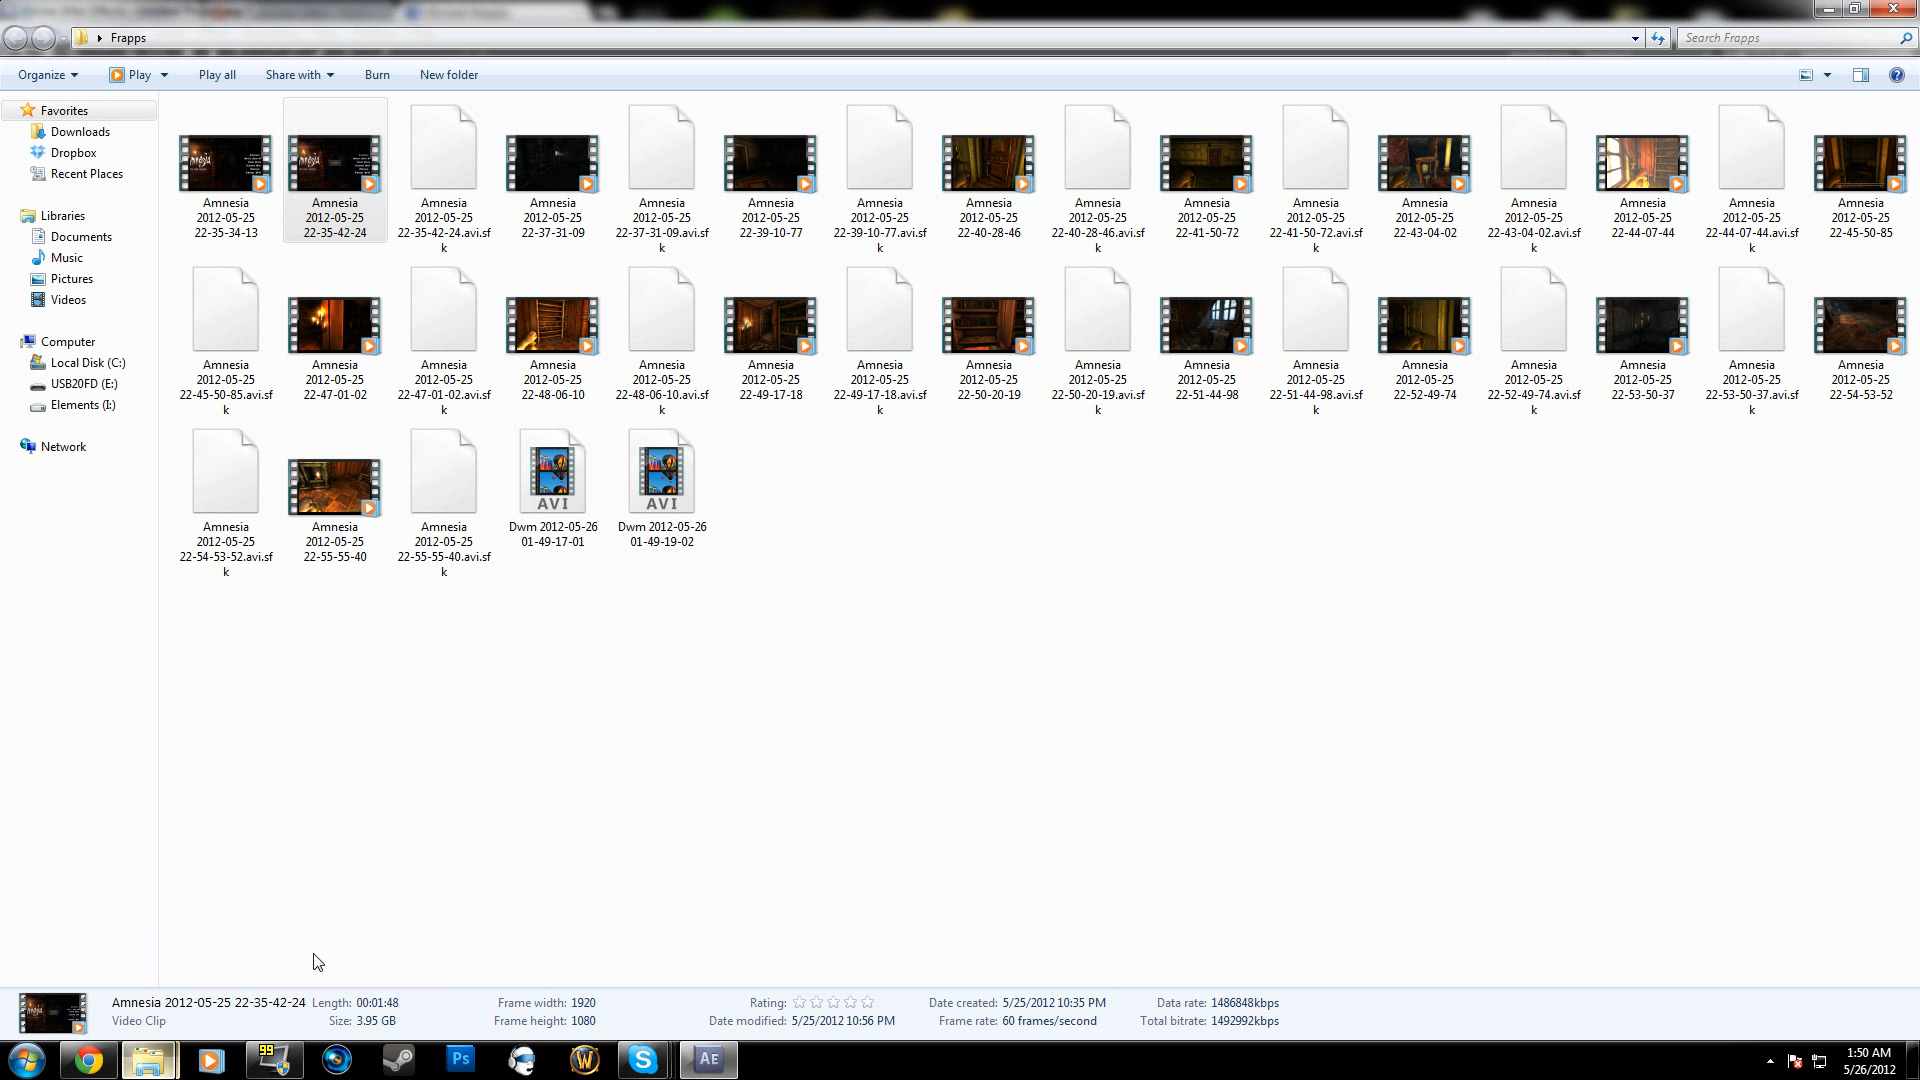 Frapps
Search Frapps
Organize
Play
Play all
Share with
Burn
New folder
Favorites
Downloads
Dropbox
Recent Places
Libraries
Documents
Music
Pictures
Videos
Computer
Local Disk (C:)
USB20FD (E:)
Elements (I:)
Network
Amnesia
2012-05-25
22-35-34-13
Amnesia
2012-05-25
22-35-42-24
Amnesia
2012-05-25
22-35-42-24.avi.sf
k
Amnesia
2012-05-25
22-37-31-09
Amnesia
2012-05-25
22-37-31-09.avi.sf
k
Amnesia
2012-05-25
22-39-10-77
Amnesia
2012-05-25
22-39-10-77.avi.sf
k
Amnesia
2012-05-25
22-40-28-46
Amnesia
2012-05-25
22-40-28-46.avi.sf
k
Amnesia
2012-05-25
22-41-50-72
Amnesia
2012-05-25
22-41-50-72.avi.sf
k
Amnesia
2012-05-25
22-43-04-02
Amnesia
2012-05-25
22-43-04-02.avi.sf
k
Amnesia
2012-05-25
22-44-07-44
Amnesia
2012-05-25
22-44-07-44.avi.sf
k
Amnesia
2012-05-25
22-45-50-85
Amnesia
2012-05-25
22-45-50-85.avi.sf
k
Amnesia
2012-05-25
22-47-01-02
Amnesia
2012-05-25
22-47-01-02.avi.sf
k
Amnesia
2012-05-25
22-48-06-10
Amnesia
2012-05-25
22-48-06-10.avi.sf
k
Amnesia
2012-05-25
22-49-17-18
Amnesia
2012-05-25
22-49-17-18.avi.sf
k
Amnesia
2012-05-25
22-50-20-19
Amnesia
2012-05-25
22-50-20-19.avi.sf
k
Amnesia
2012-05-25
22-51-44-98
Amnesia
2012-05-25
22-51-44-98.avi.sf
k
Amnesia
2012-05-25
22-52-49-74
Amnesia
2012-05-25
22-52-49-74.avi.sf
k
Amnesia
2012-05-25
22-53-50-37
Amnesia
2012-05-25
22-53-50-37.avi.sf
k
Amnesia
2012-05-25
22-54-53-52
Amnesia
2012-05-25
22-54-53-52.avi.sf
k
Amnesia
2012-05-25
22-55-55-40
Amnesia
2012-05-25
22-55-55-40.avi.sf
k
AVI
Dwm 2012-05-26
01-49-17-01
AVI
Dwm 2012-05-26
01-49-19-02
Amnesia 2012-05-25 22-35-42-24
Video Clip
Length: 00:01:48
Size: 3.95 GB
Frame width: 1920
Frame height: 1080
Rating:
Date modified: 5/25/2012 10:56 PM
Date created: 5/25/2012 10:35 PM
Frame rate: 60 frames/second
Data rate: 1486848kbps
Total bitrate: 1492992kbps
99
Ps
W
S
AE
1:50 AM
5/26/2012